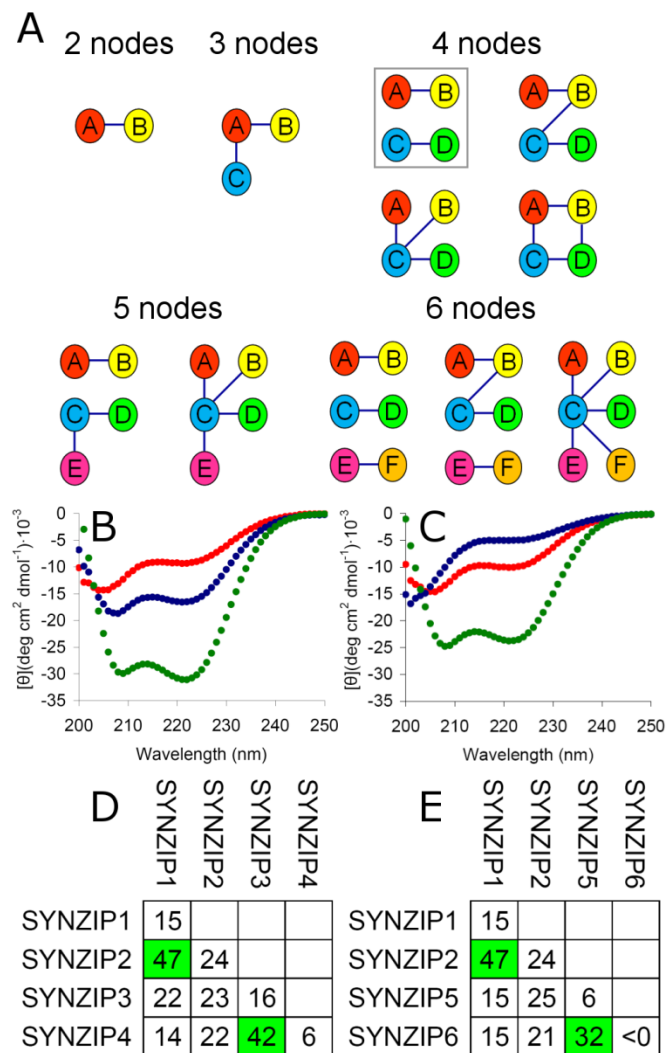 A
2 nodes 3 nodes 4 nodes
A B
A B
C
A B
C D
A B
C D
A B
C D
A B
C D
5 nodes 6 nodes
A B
C D
E
A B
C D
E
A B
C D
E F
A B
C D
E F
A B
C D
E F
B
[θ](deg cm² dmol⁻¹)·10⁻³
0
-5
-10
-15
-20
-25
-30
-35
200 210 220 230 240 250
Wavelength (nm)
C
[θ](deg cm² dmol⁻¹)·10⁻³
0
-5
-10
-15
-20
-25
-30
-35
200 210 220 230 240 250
Wavelength (nm)
D
SYNZIP1 SYNZIP2 SYNZIP3 SYNZIP4
SYNZIP1 15
SYNZIP2 47 24
SYNZIP3 22 23 16
SYNZIP4 14 22 42 6
E
SYNZIP1 SYNZIP2 SYNZIP5 SYNZIP6
SYNZIP1 15
SYNZIP2 47 24
SYNZIP5 15 25 6
SYNZIP6 15 21 32 <0